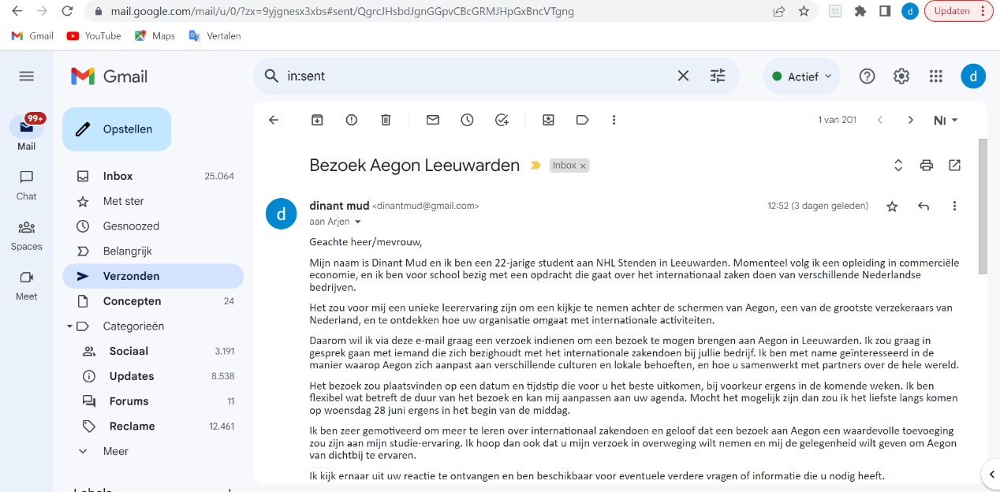 mail.google.com/mail/u/0/?zx=9yjgnesx3xbs#sent/QgrcJHsbdJgnGGpvCBcGRMJHpGxBncVTgng
d
Updaten
Gmail
YouTube
Maps
Vertalen
Gmail
in:sent
Actief
d
99+
Mail
Chat
Spaces
Meet
Opstellen
Inbox 25.064
Met ster
Gesnoozed
Belangrijk
Verzonden
Concepten 24
Categorieën
Sociaal 3.191
Updates 8.538
Forums 11
Reclame 12.461
Meer
Labels
1 van 201
Bezoek Aegon Leeuwarden
Inbox ×
d
dinant mud <dinantmud@gmail.com>
12:52 (3 dagen geleden)
aan Arjen
Geachte heer/mevrouw,
Mijn naam is Dinant Mud en ik ben een 22-jarige student aan NHL Stenden in Leeuwarden. Momenteel volg ik een opleiding in commerciële
economie, en ik ben voor school bezig met een opdracht die gaat over het internationaal zaken doen van verschillende Nederlandse
bedrijven.
Het zou voor mij een unieke leerervaring zijn om een kijkje te nemen achter de schermen van Aegon, een van de grootste verzekeraars van
Nederland, en te ontdekken hoe uw organisatie omgaat met internationale activiteiten.
Daarom wil ik via deze e-mail graag een verzoek indienen om een bezoek te mogen brengen aan Aegon in Leeuwarden. Ik zou graag in
gesprek gaan met iemand die zich bezighoudt met het internationale zakendoen bij jullie bedrijf. Ik ben met name geïnteresseerd in de
manier waarop Aegon zich aanpast aan verschillende culturen en lokale behoeften, en hoe u samenwerkt met partners over de hele wereld.
Het bezoek zou plaatsvinden op een datum en tijdstip die voor u het beste uitkomen, bij voorkeur ergens in de komende weken. Ik ben
flexibel wat betreft de duur van het bezoek en kan mij aanpassen aan uw agenda. Mocht het mogelijk zijn dan zou ik het liefste langs komen
op woensdag 28 juni ergens in het begin van de middag.
Ik ben zeer gemotiveerd om meer te leren over internationaal zakendoen en geloof dat een bezoek aan Aegon een waardevolle toevoeging
zou zijn aan mijn studie-ervaring. Ik hoop dan ook dat u mijn verzoek in overweging wilt nemen en mij de gelegenheid wilt geven om Aegon
van dichtbij te ervaren.
Ik kijk ernaar uit uw reactie te ontvangen en ben beschikbaar voor eventuele verdere vragen of informatie die u nodig heeft.